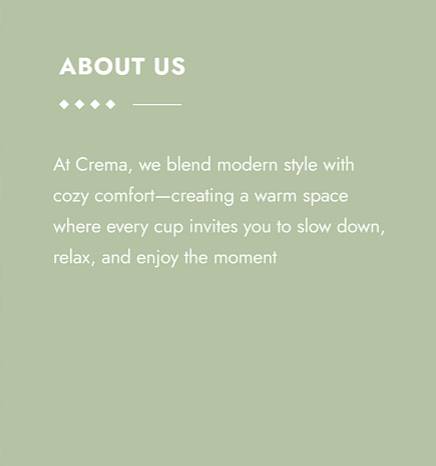 ABOUT US
At Crema, we blend modern style with
cozy comfort—creating a warm space
where every cup invites you to slow down,
relax, and enjoy the moment